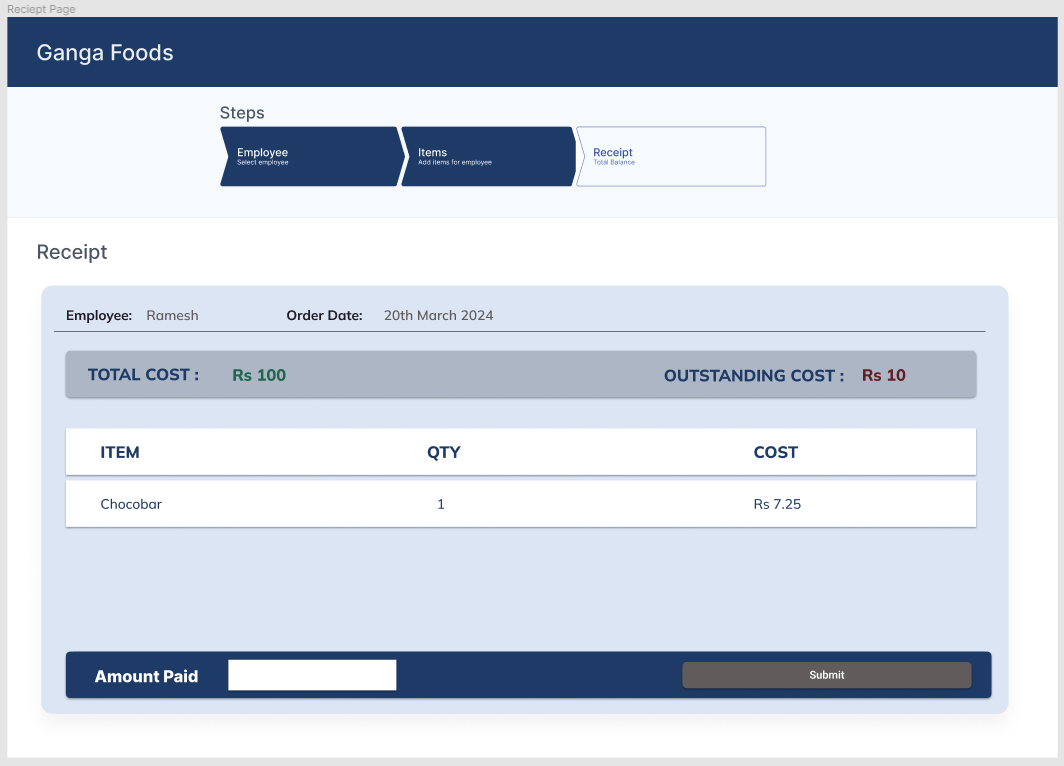 Reciept Page
Ganga Foods
Steps
Employee
Select employee
Items
Add items for employee
Receipt
Total Balance
Receipt
Employee: Ramesh Order Date: 20th March 2024
TOTAL COST : Rs 100 OUTSTANDING COST : Rs 10
ITEM QTY COST
Chocobar 1 Rs 7.25
Amount Paid Submit